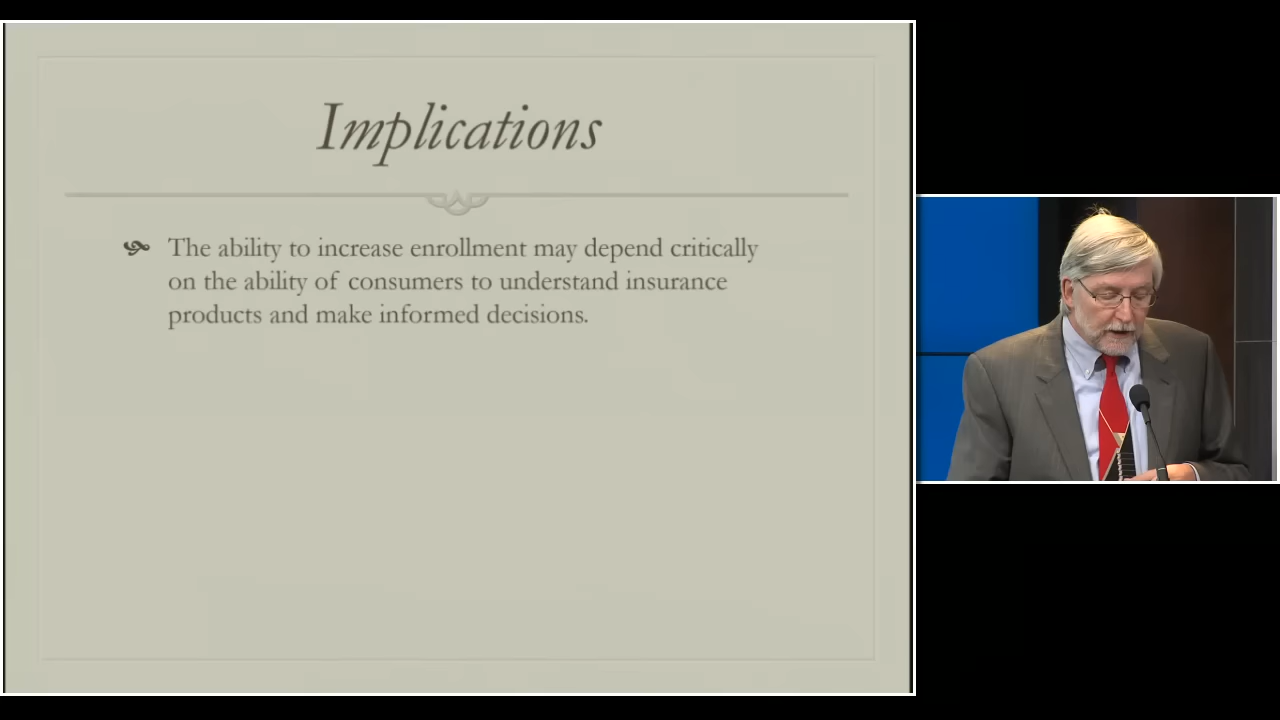 Implications
The ability to increase enrollment may depend critically
on the ability of consumers to understand insurance
products and make informed decisions.